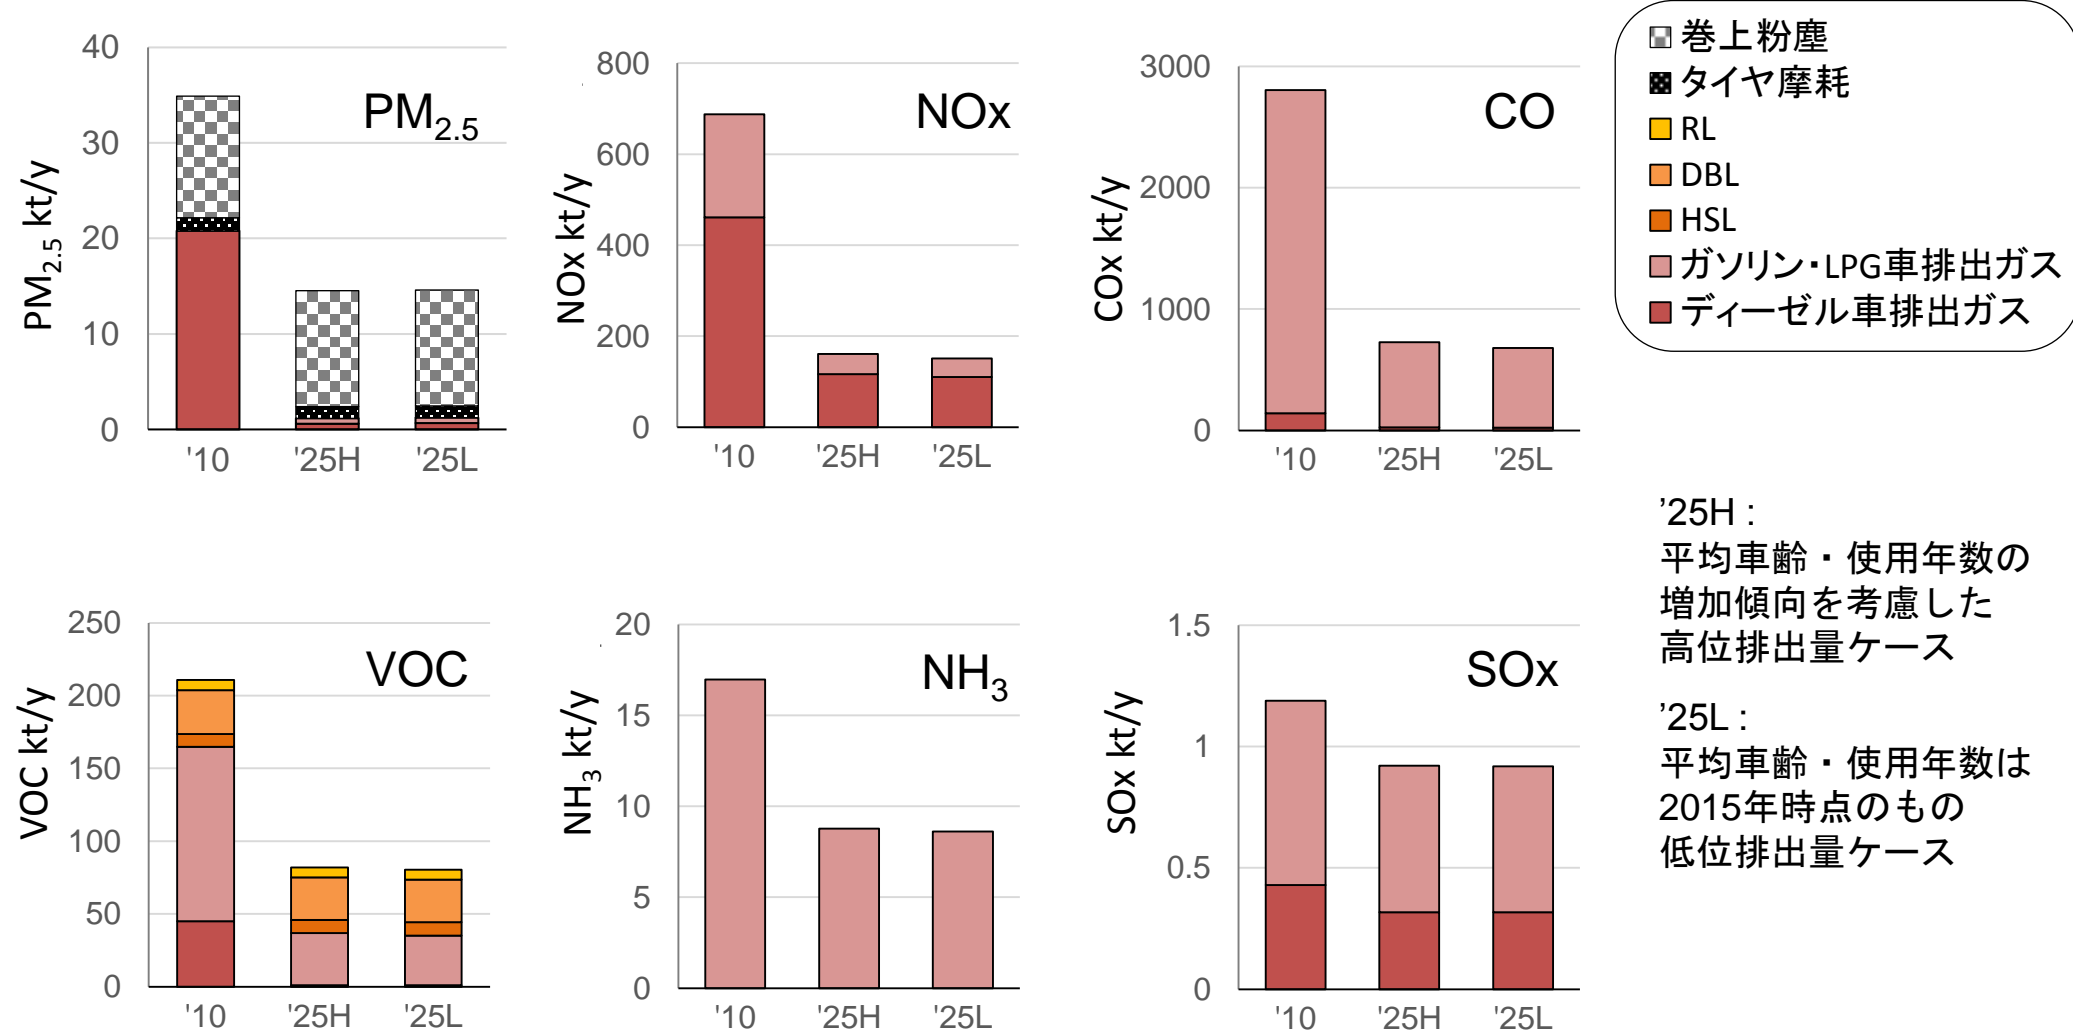 40
30
20
10
0
PM2.5 kt/y
PM2.5
'10
'25H
'25L
800
600
400
200
0
NOx kt/y
NOx
'10
'25H
'25L
3000
2000
1000
0
COx kt/y
CO
'10
'25H
'25L
巻上粉塵
タイヤ摩耗
RL
DBL
HSL
ガソリン・LPG車排出ガス
ディーゼル車排出ガス
250
200
150
100
50
0
VOC kt/y
VOC
'10
'25H
'25L
20
15
10
5
0
NH3 kt/y
NH3
'10
'25H
'25L
1.5
1
0.5
0
SOx kt/y
SOx
'10
'25H
'25L
’25H :
平均車齢・使用年数の
増加傾向を考慮した
高位排出量ケース
’25L :
平均車齢・使用年数は
2015年時点のもの
低位排出量ケース